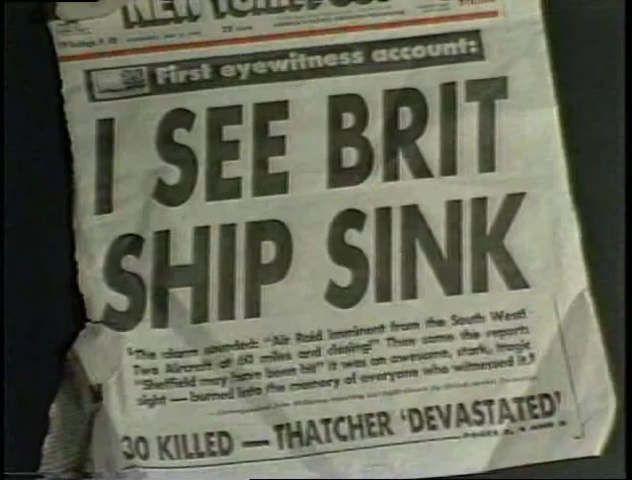 NEW YORK POST
First eyewitness account:
I SEE BRIT
SHIP SINK
"The alarm sounded: "Air Raid imminent from the South West!
Two Aircraft at 60 miles and closing!" Then came the reports
"Sheffield may have been hit" It was an awesome, stark, tragic
sight — burned into the memory of everyone who witnessed it."
30 KILLED — THATCHER 'DEVASTATED'